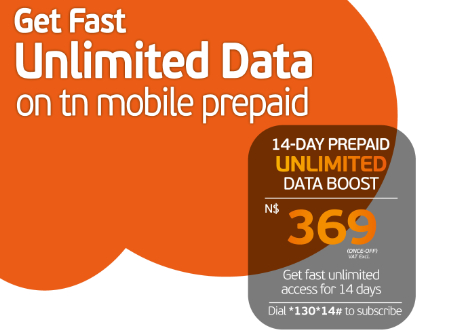 Get Fast
Unlimited Data
on tn mobile prepaid
14-DAY PREPAID
UNLIMITED
DATA BOOST
N$ 369
(ONCE-OFF)
VAT Excl.
Get fast unlimited
access for 14 days
Dial *130*14# to subscribe